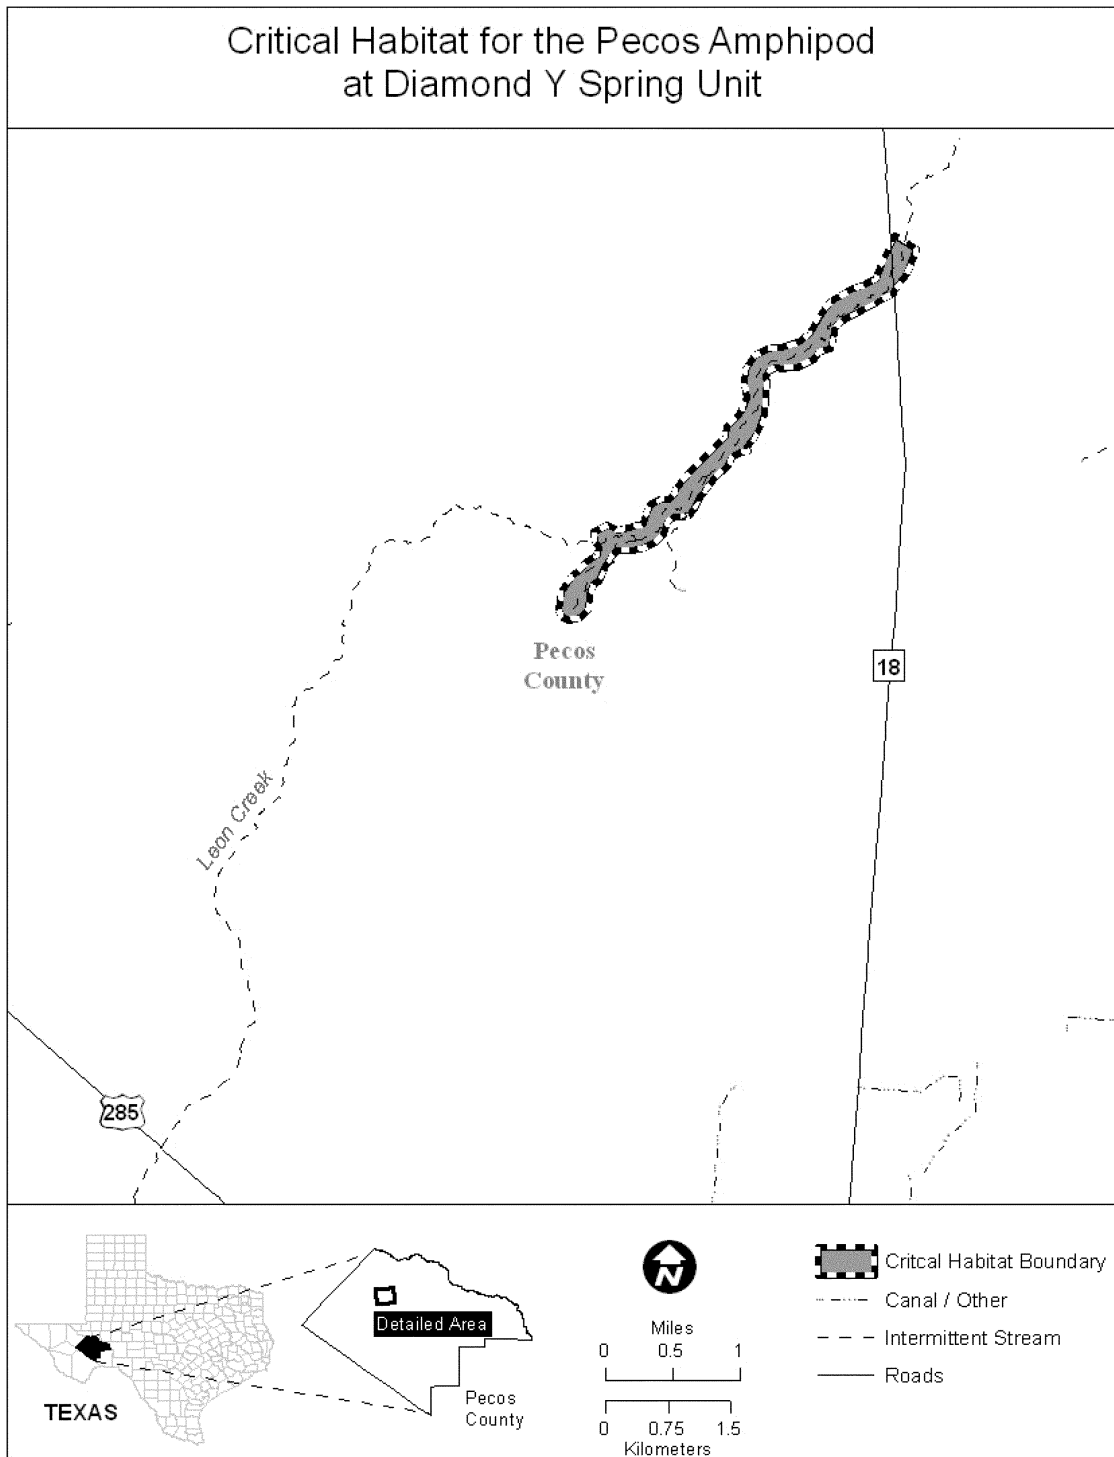 Critical Habitat for the Pecos Amphipod
at Diamond Y Spring Unit
Pecos
County
18
Leon Creek
285
TEXAS
Detailed Area
Pecos
County
N
Miles
0 0.5 1
0 0.75 1.5
Kilometers
Critcal Habitat Boundary
Canal / Other
Intermittent Stream
Roads